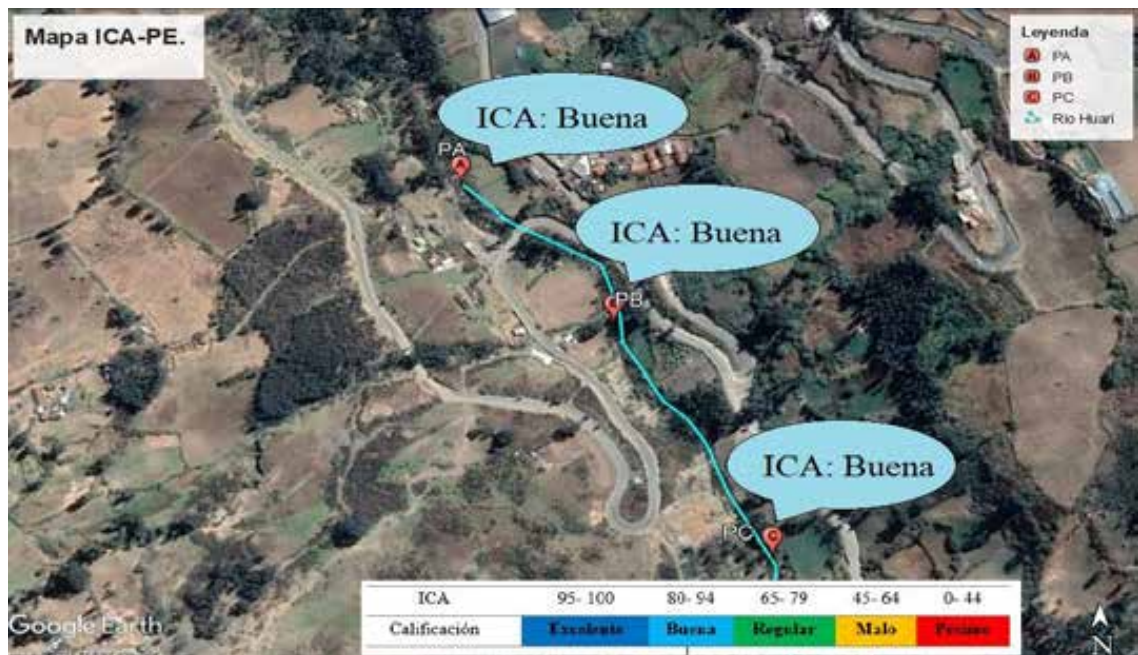 Mapa ICA-PE.
Leyenda
A PA
B PB
C PC
Rio Huari
ICA: Buena
PA
A
ICA: Buena
PB
ICA: Buena
PC
C
ICA 95- 100 80- 94 65- 79 45- 64 0- 44
Calificación Excelente Buena Regular Malo Pesimo
Google Earth
N